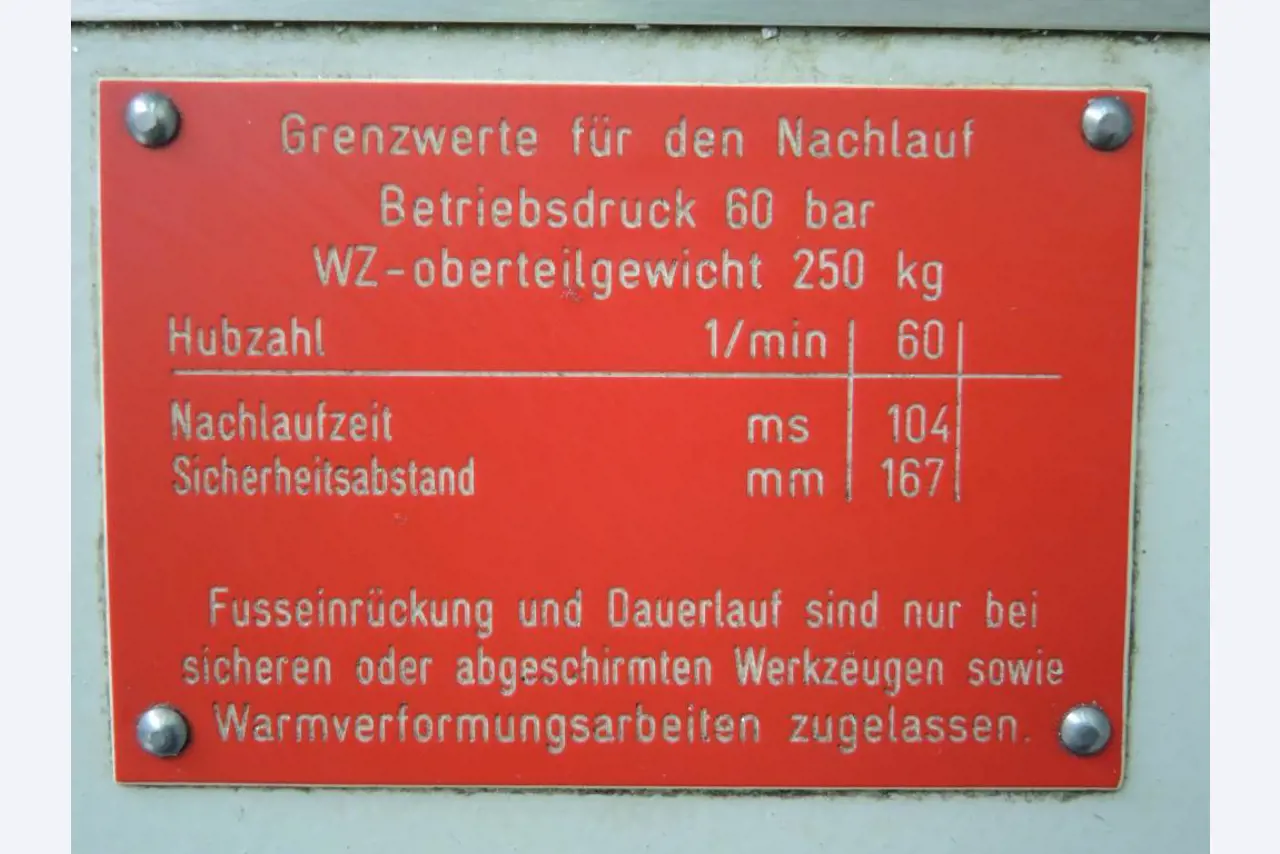 Grenzwerte für den Nachlauf
Betriebsdruck 60 bar
WZ-oberteilgewicht 250 kg
Hubzahl 1/min 60
Nachlaufzeit ms 104
Sicherheitsabstand mm 167
Fusseinrückung und Dauerlauf sind nur bei
sicheren oder abgeschirmten Werkzeugen sowie
Warmverformungsarbeiten zugelassen.